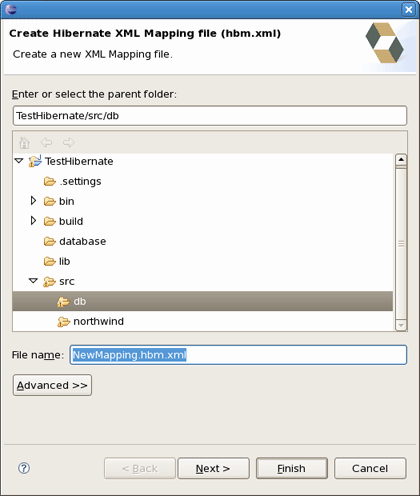 Create Hibernate XML Mapping file (hbm.xml)
Create a new XML Mapping file.
Enter or select the parent folder:
TestHibernate/src/db
TestHibernate
.settings
bin
build
database
lib
src
db
northwind
File name: NewMapping.hbm.xml
Advanced >>
? < Back Next > Finish Cancel